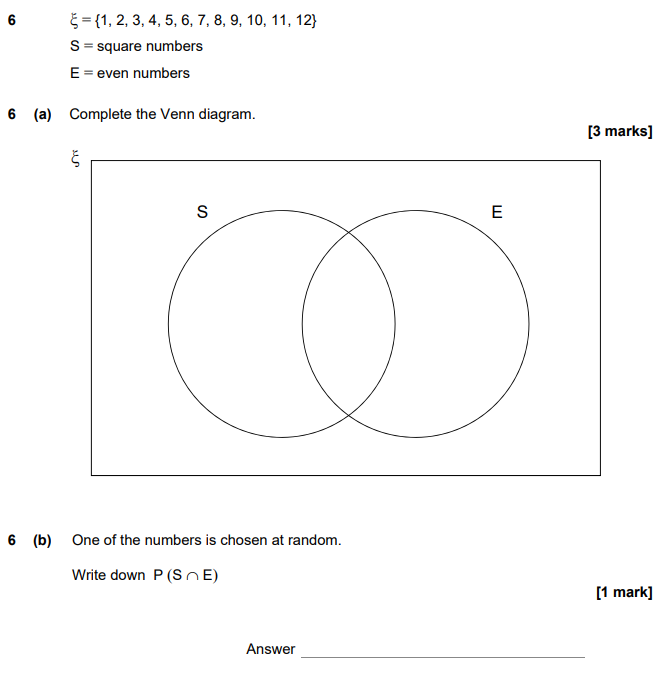 6 ξ = {1, 2, 3, 4, 5, 6, 7, 8, 9, 10, 11, 12}
S = square numbers
E = even numbers
6 (a) Complete the Venn diagram.
[3 marks]
ξ
S E
6 (b) One of the numbers is chosen at random.
Write down P (S ∩ E)
[1 mark]
Answer